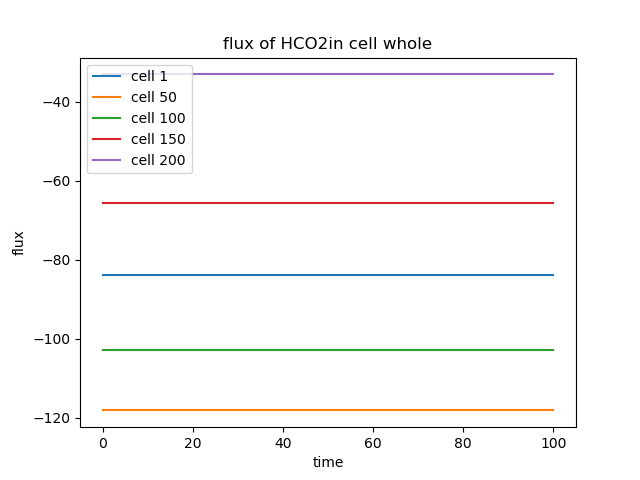 flux of HCO2in cell whole
cell 1
cell 50
cell 100
cell 150
cell 200
−40
−60
−80
−100
−120
flux
0 20 40 60 80 100
time